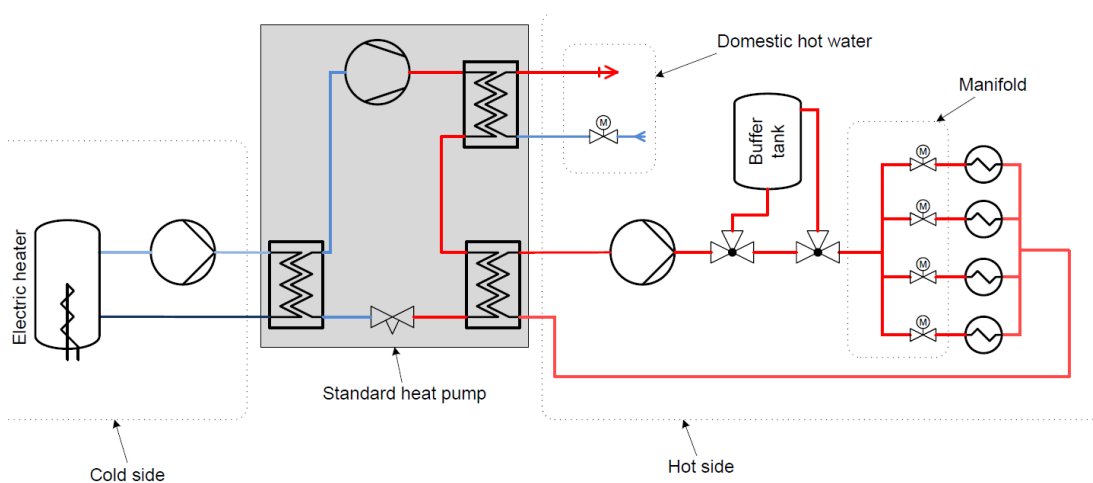 Domestic hot water
Manifold
M
Buffer
tank
M
M
M
M
Electric heater
Standard heat pump
Cold side
Hot side